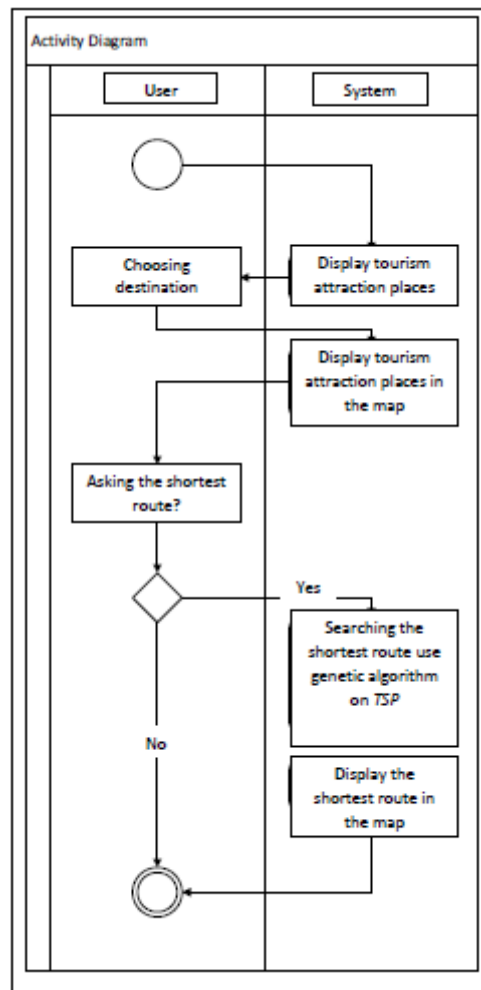 Activity Diagram
User
System
Display tourism
attraction places
Choosing
destination
Display tourism
attraction places in
the map
Asking the shortest
route?
Yes
Searching the
shortest route use
genetic algorithm
on TSP
No
Display the
shortest route in
the map